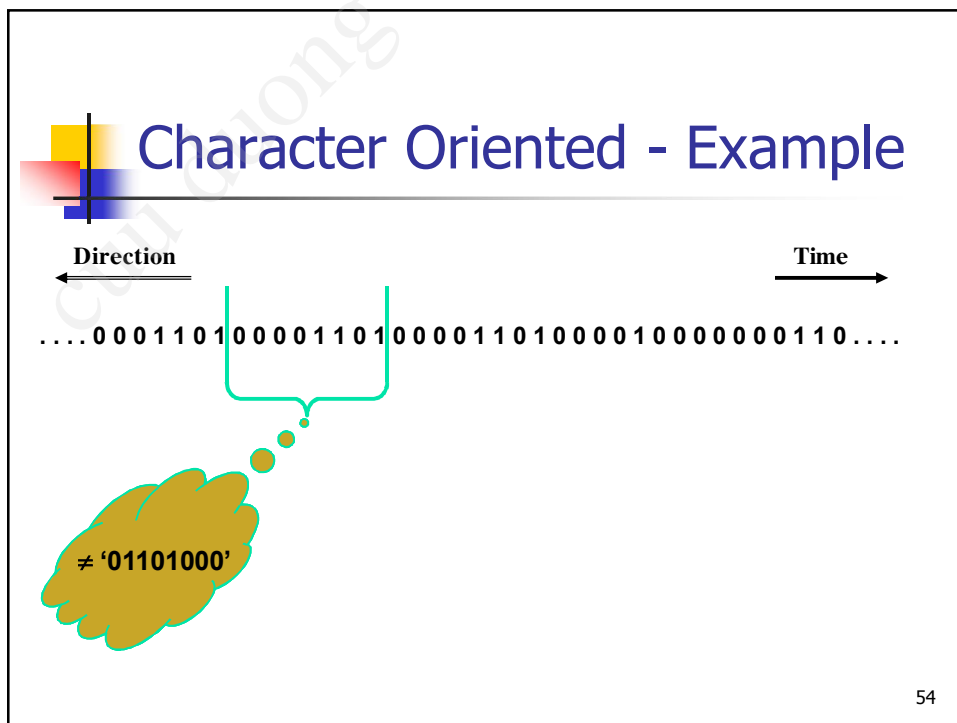 cuu duong
Character Oriented - Example
Direction
Time
. . . . 0 0 0 1 1 0 1 0 0 0 0 1 1 0 1 0 0 0 0 1 1 0 1 0 0 0 0 1 0 0 0 0 0 0 0 1 1 0 . . . .
≠ ‘01101000’
54